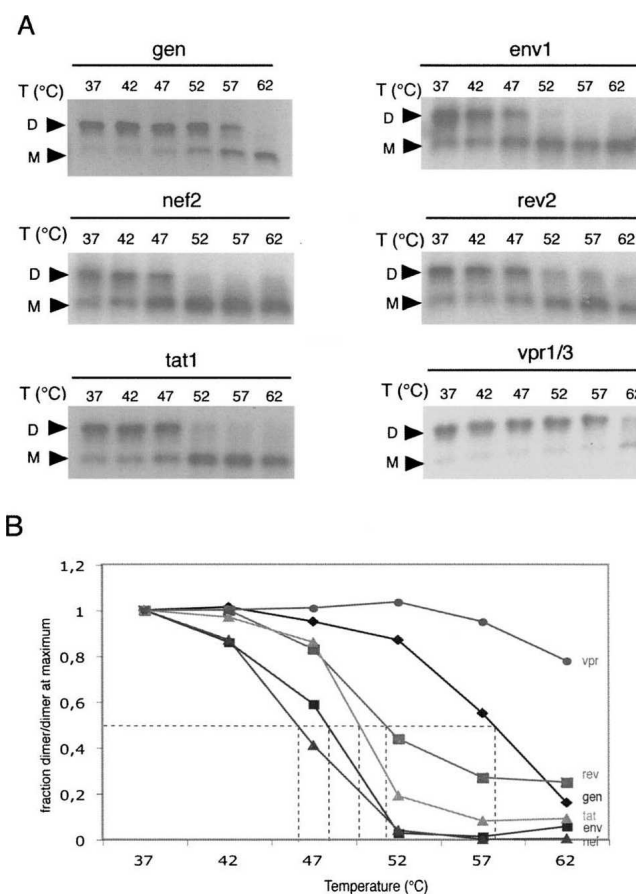 A
gen
T (°C) 37 42 47 52 57 62
D
M
env1
T (°C) 37 42 47 52 57 62
D
M
nef2
T (°C) 37 42 47 52 57 62
D
M
rev2
T (°C) 37 42 47 52 57 62
D
M
tat1
T (°C) 37 42 47 52 57 62
D
M
vpr1/3
T (°C) 37 42 47 52 57 62
D
M
B
fraction dimer/dimer at maximum
1,2
1
0,8
0,6
0,4
0,2
0
vpr
rev
gen
tat
env
nef
37 42 47 52 57 62
Temperature (°C)